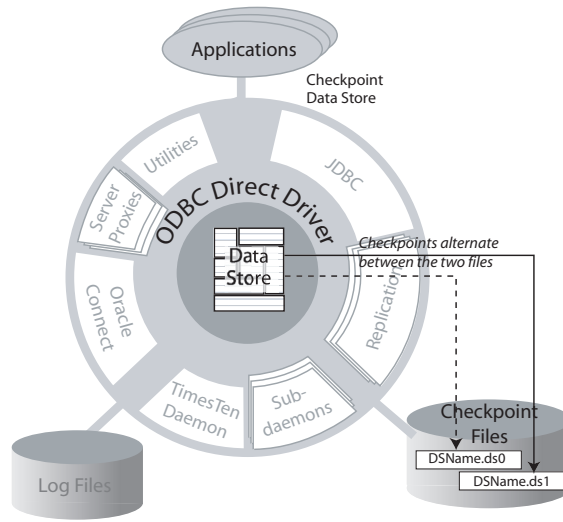 Applications
Checkpoint
Data Store
Utilities
JDBC
Server
Proxies
ODBC Direct Driver
Data
Store
Checkpoints alternate
between the two files
Oracle
Connect
Replication
TimesTen
Daemon
Sub-
daemons
Checkpoint
Files
DSName.ds0
DSName.ds1
Log Files